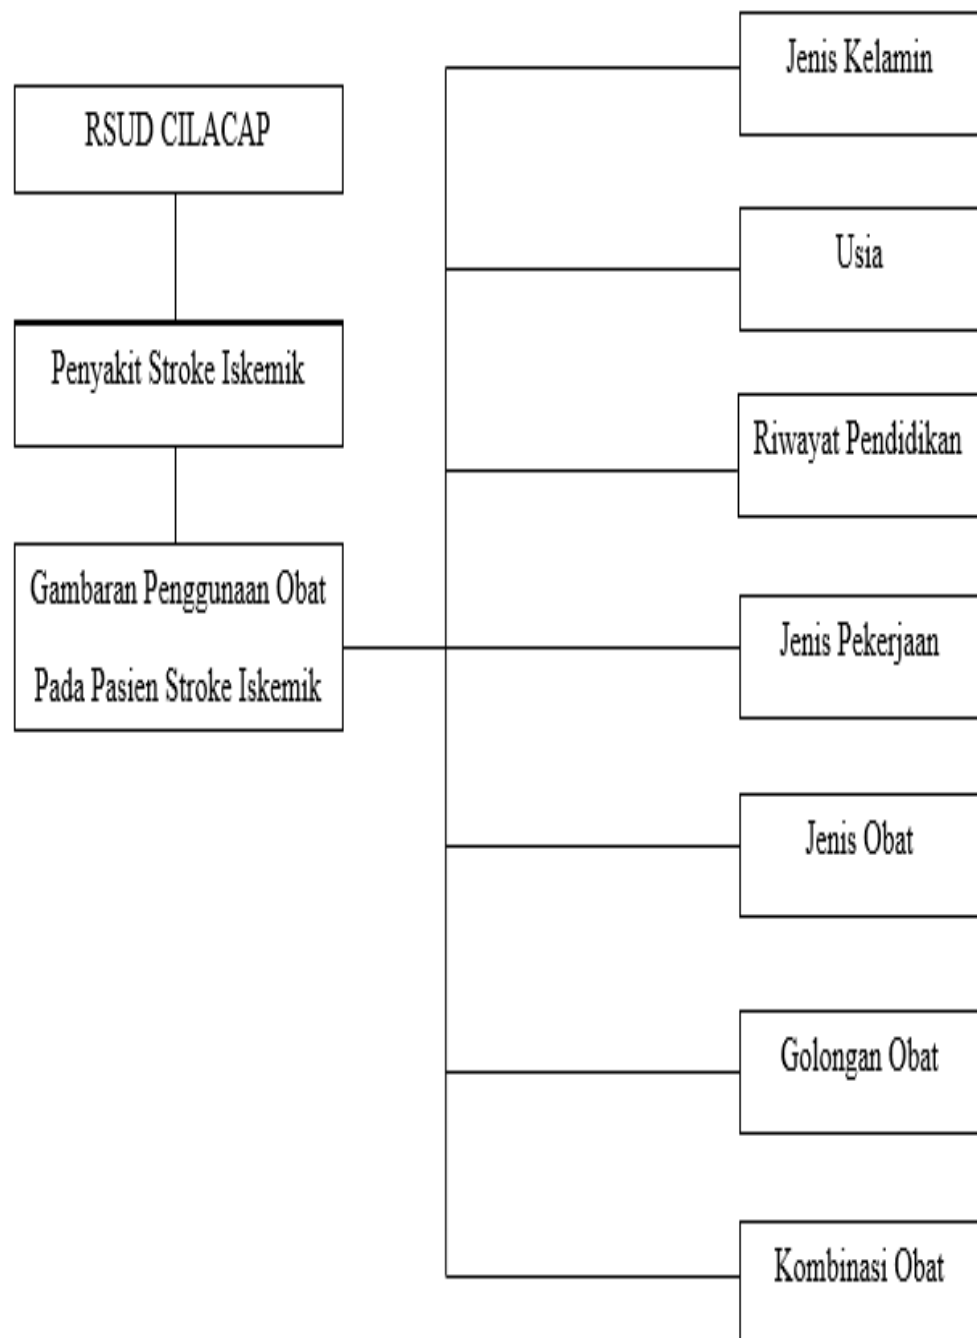 RSUD CILACAP
Penyakit Stroke Iskemik
Gambaran Penggunaan Obat
Pada Pasien Stroke Iskemik
Jenis Kelamin
Usia
Riwayat Pendidikan
Jenis Pekerjaan
Jenis Obat
Golongan Obat
Kombinasi Obat